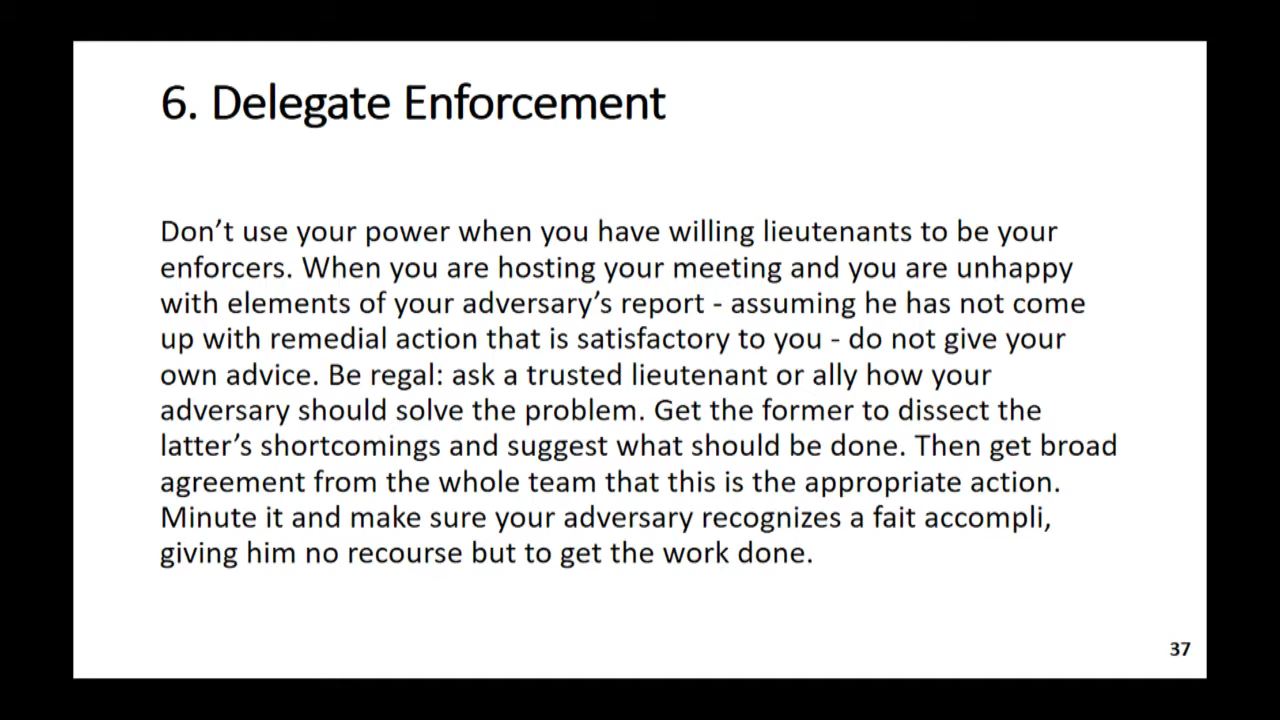 6. Delegate Enforcement
Don’t use your power when you have willing lieutenants to be your
enforcers. When you are hosting your meeting and you are unhappy
with elements of your adversary’s report - assuming he has not come
up with remedial action that is satisfactory to you - do not give your
own advice. Be regal: ask a trusted lieutenant or ally how your
adversary should solve the problem. Get the former to dissect the
latter’s shortcomings and suggest what should be done. Then get broad
agreement from the whole team that this is the appropriate action.
Minute it and make sure your adversary recognizes a fait accompli,
giving him no recourse but to get the work done.
37